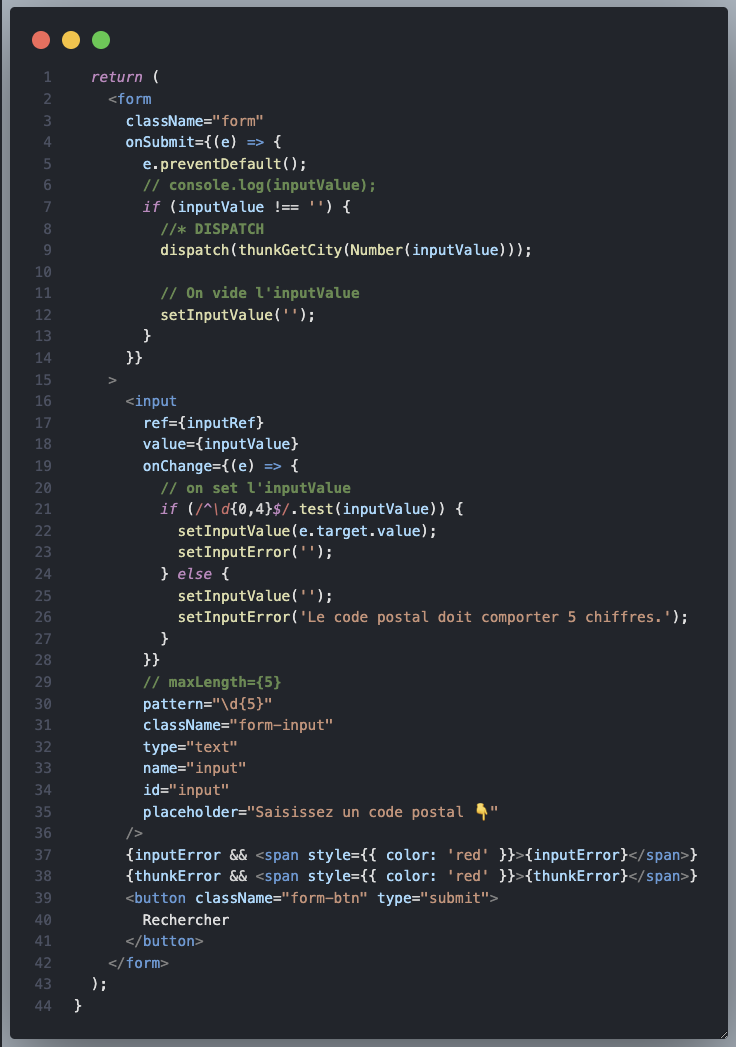 1 return (
2 <form
3 className="form"
4 onSubmit={(e) => {
5 e.preventDefault();
6 // console.log(inputValue);
7 if (inputValue !== '') {
8 //* DISPATCH
9 dispatch(thunkGetCity(Number(inputValue)));
10
11 // On vide l'inputValue
12 setInputValue('');
13 }
14 }}
15 >
16 <input
17 ref={inputRef}
18 value={inputValue}
19 onChange={(e) => {
20 // on set l'inputValue
21 if (/^\d{0,4}$/.test(inputValue)) {
22 setInputValue(e.target.value);
23 setInputError('');
24 } else {
25 setInputValue('');
26 setInputError('Le code postal doit comporter 5 chiffres.');
27 }
28 }}
29 // maxLength={5}
30 pattern="\d{5}"
31 className="form-input"
32 type="text"
33 name="input"
34 id="input"
35 placeholder="Saisissez un code postal 👇"
36 />
37 {inputError && <span style={{ color: 'red' }}>{inputError}</span>}
38 {thunkError && <span style={{ color: 'red' }}>{thunkError}</span>}
39 <button className="form-btn" type="submit">
40 Rechercher
41 </button>
42 </form>
43 );
44 }